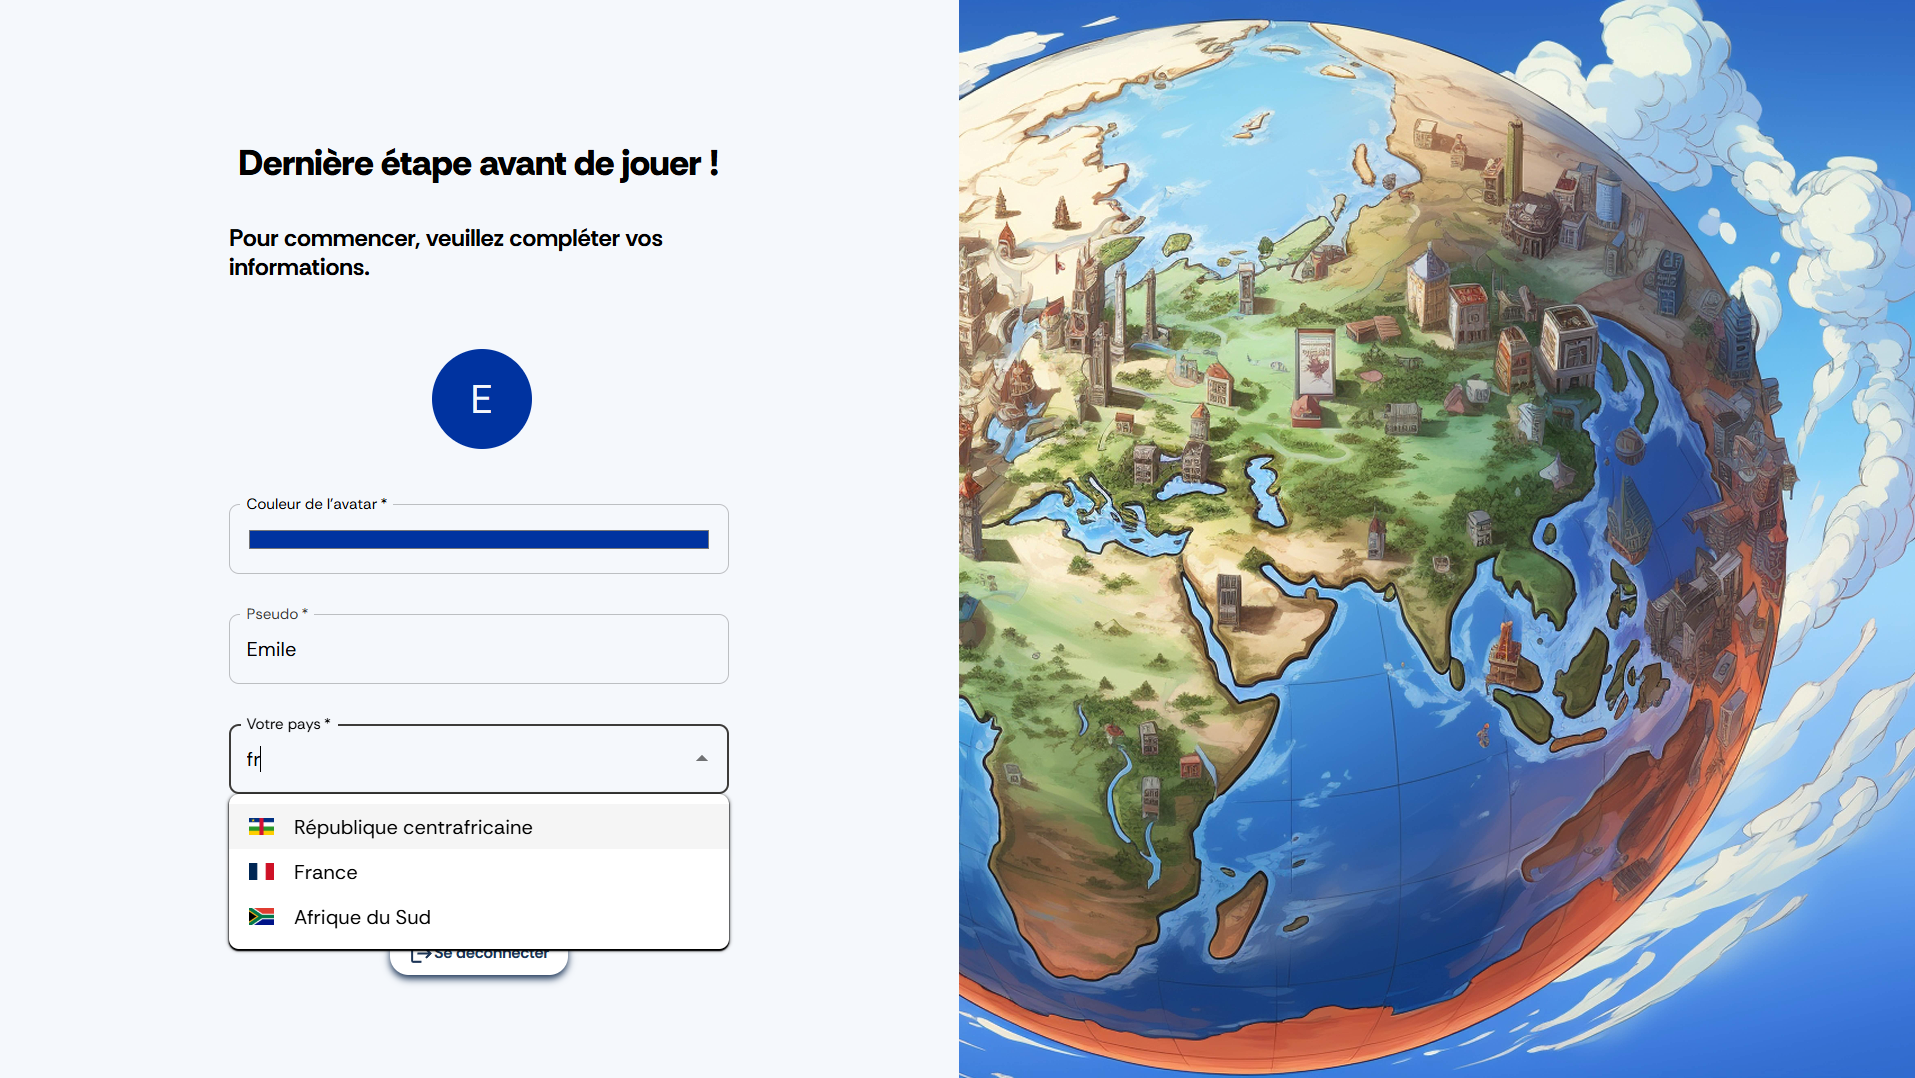 Dernière étape avant de jouer !
Pour commencer, veuillez compléter vos
informations.
E
Couleur de l'avatar *
Pseudo *
Emile
Votre pays *
fr
République centrafricaine
France
Afrique du Sud
Se déconnecter